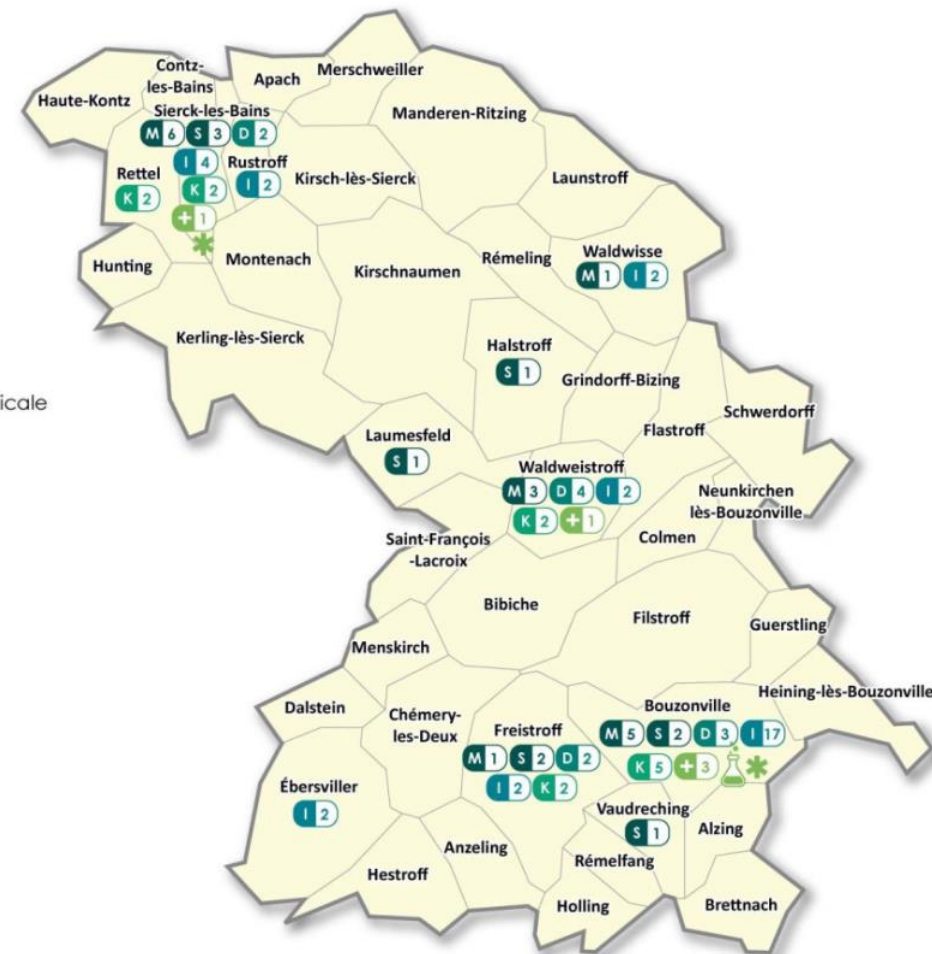 Contz-
les-Bains
Apach
Merschweiller
Haute-Kontz
Sierck-les-Bains
Manderen-Ritzing
M 6 S 3 D 2
I 4
Rustroff
Rettel
K 2
K 2
I 2
Kirsch-lès-Sierck
Launstroff
+ 1
Hunting
Montenach
Kirschnaumen
Rémeling
Waldwisse
M 1 I 2
Kerling-lès-Sierck
Halstroff
S 1
Grindorff-Bizing
icale
Schwerdorff
Laumesfeld
S 1
Flastroff
Waldweistroff
M 3 D 4 I 2
K 2 + 1
Neunkirchen
lès-Bouzonville
Saint-François
-Lacroix
Colmen
Bibiche
Filstroff
Guerstling
Menskirch
Heining-lès-Bouzonville
Dalstein
Chémery-
les-Deux
Bouzonville
M 5 S 2 D 3 I 17
K 5 + 3
Freistroff
M 1 S 2 D 2
I 2 K 2
Ébersviller
I 2
Vaudreching
S 1
Alzing
Anzeling
Rémelfang
Hestroff
Holling
Brettnach